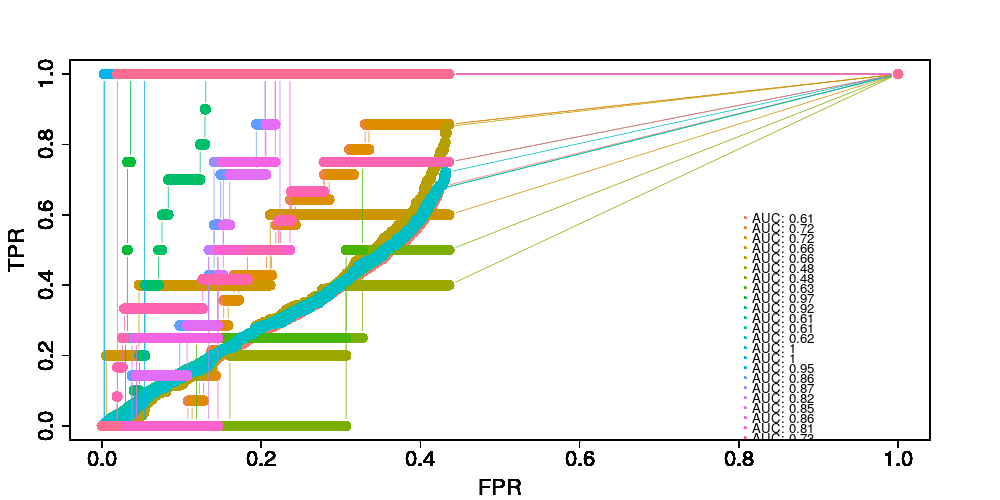 TPR
1.0
0.8
0.6
0.4
0.2
0.0
0.0 0.2 0.4 0.6 0.8 1.0
FPR
AUC: 0.61
AUC: 0.72
AUC: 0.72
AUC: 0.66
AUC: 0.66
AUC: 0.48
AUC: 0.48
AUC: 0.63
AUC: 0.97
AUC: 0.92
AUC: 0.61
AUC: 0.61
AUC: 0.62
AUC: 1
AUC: 1
AUC: 0.95
AUC: 0.86
AUC: 0.87
AUC: 0.82
AUC: 0.85
AUC: 0.86
AUC: 0.81
AUC: 0.73